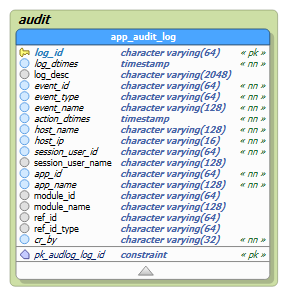 audit
app_audit_log
log_id character varying(64) « pk »
log_dtimes timestamp « nn »
log_desc character varying(2048)
event_id character varying(64) « nn »
event_type character varying(64) « nn »
event_name character varying(128) « nn »
action_dtimes timestamp « nn »
host_name character varying(128) « nn »
host_ip character varying(16) « nn »
session_user_id character varying(64) « nn »
session_user_name character varying(128)
app_id character varying(64) « nn »
app_name character varying(128) « nn »
module_id character varying(64)
module_name character varying(128)
ref_id character varying(64)
ref_id_type character varying(64)
cr_by character varying(32) « nn »
pk_audlog_log_id constraint « pk »